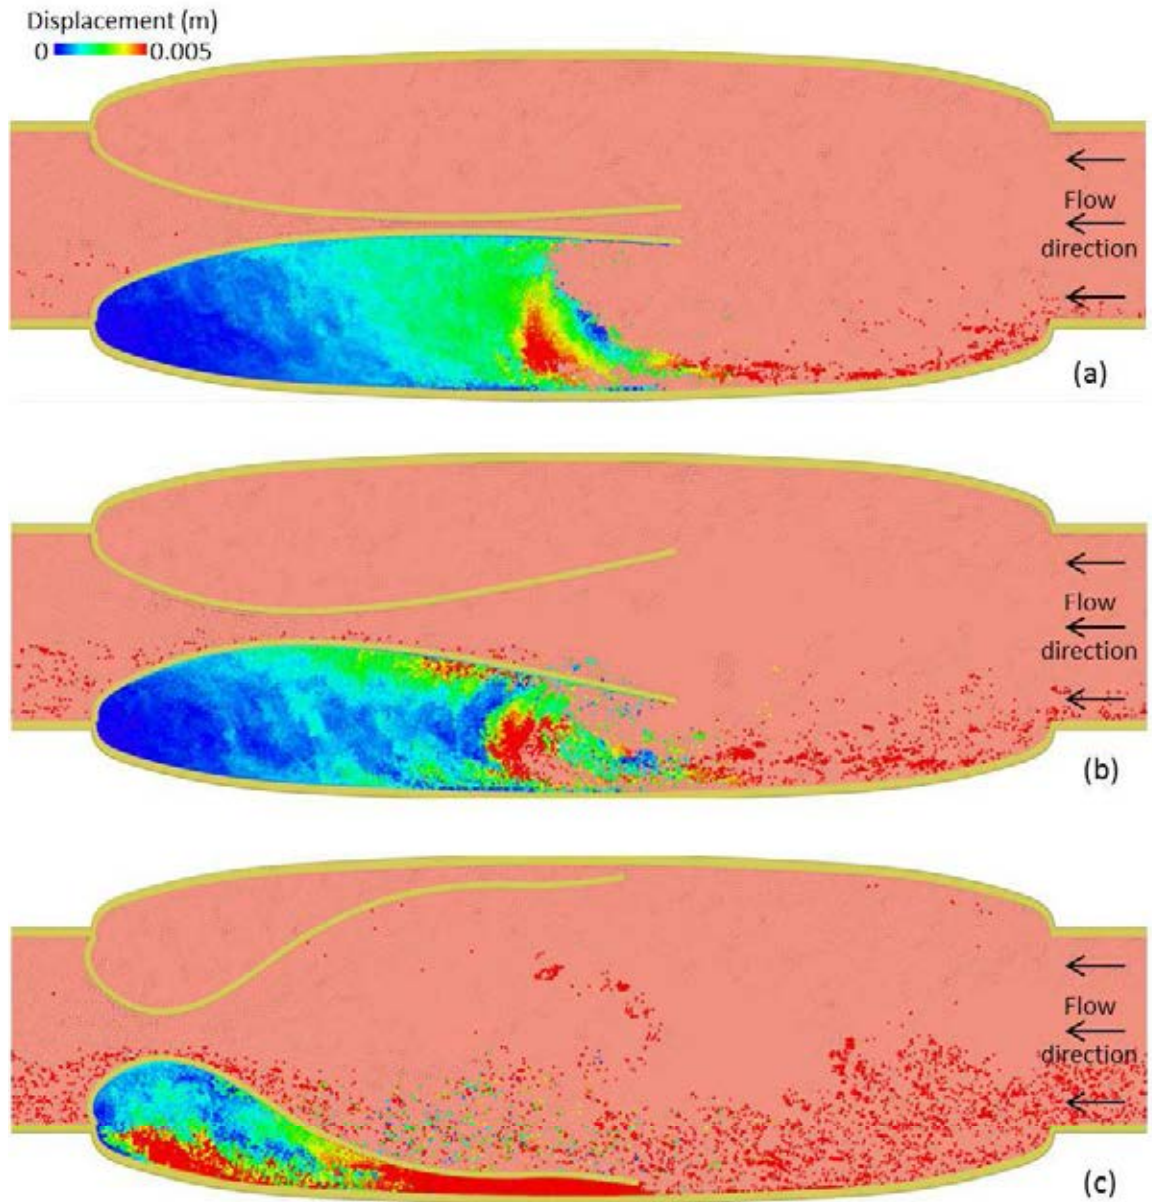 Displacement (m)
0 0.005
Flow
direction
(a)
Flow
direction
(b)
Flow
direction
(c)